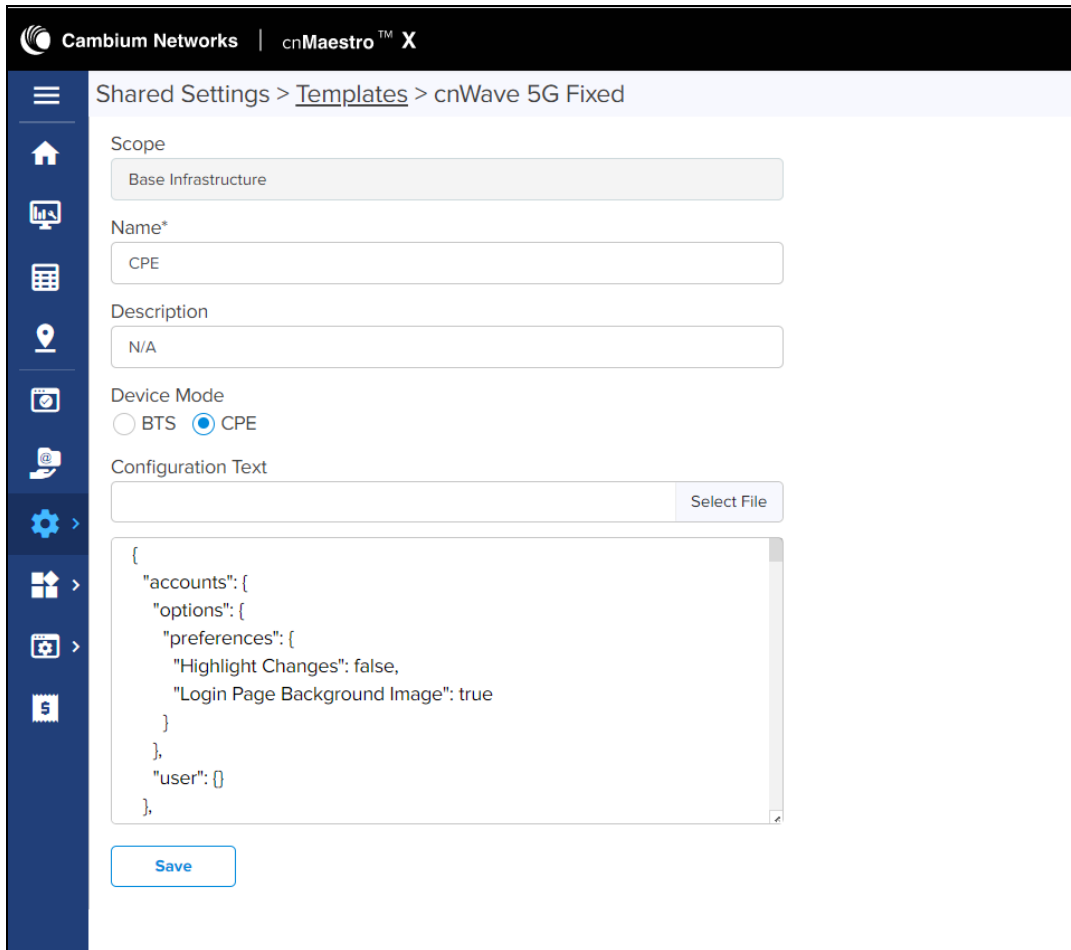 Cambium Networks | cnMaestro™ X
Shared Settings > Templates > cnWave 5G Fixed
Scope
Base Infrastructure
Name*
CPE
Description
N/A
Device Mode
BTS CPE
Configuration Text
Select File
{
"accounts": {
"options": {
"preferences": {
"Highlight Changes": false,
"Login Page Background Image": true
}
},
"user": {}
},
Save